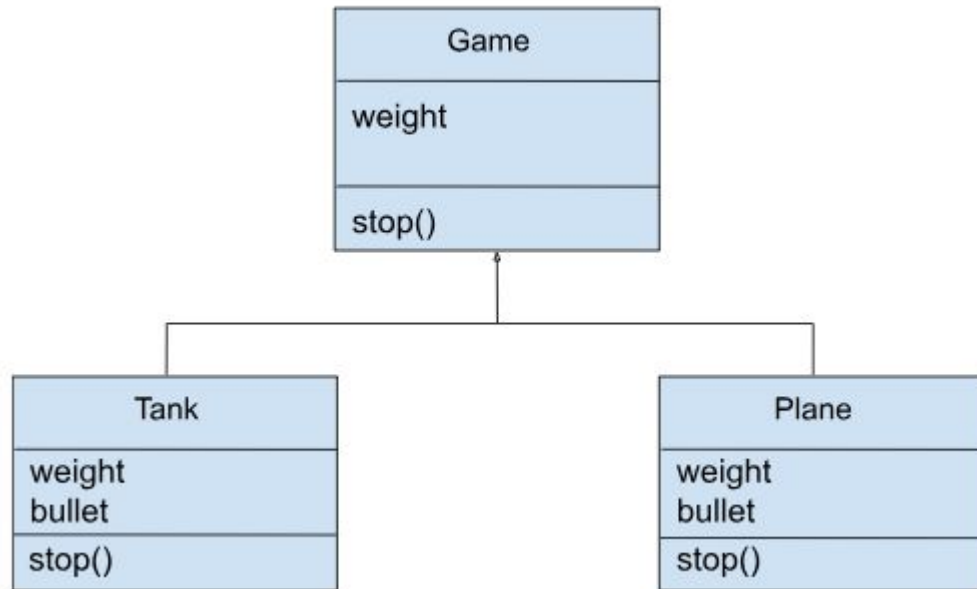 Game
weight
stop()
Tank
weight
bullet
stop()
Plane
weight
bullet
stop()